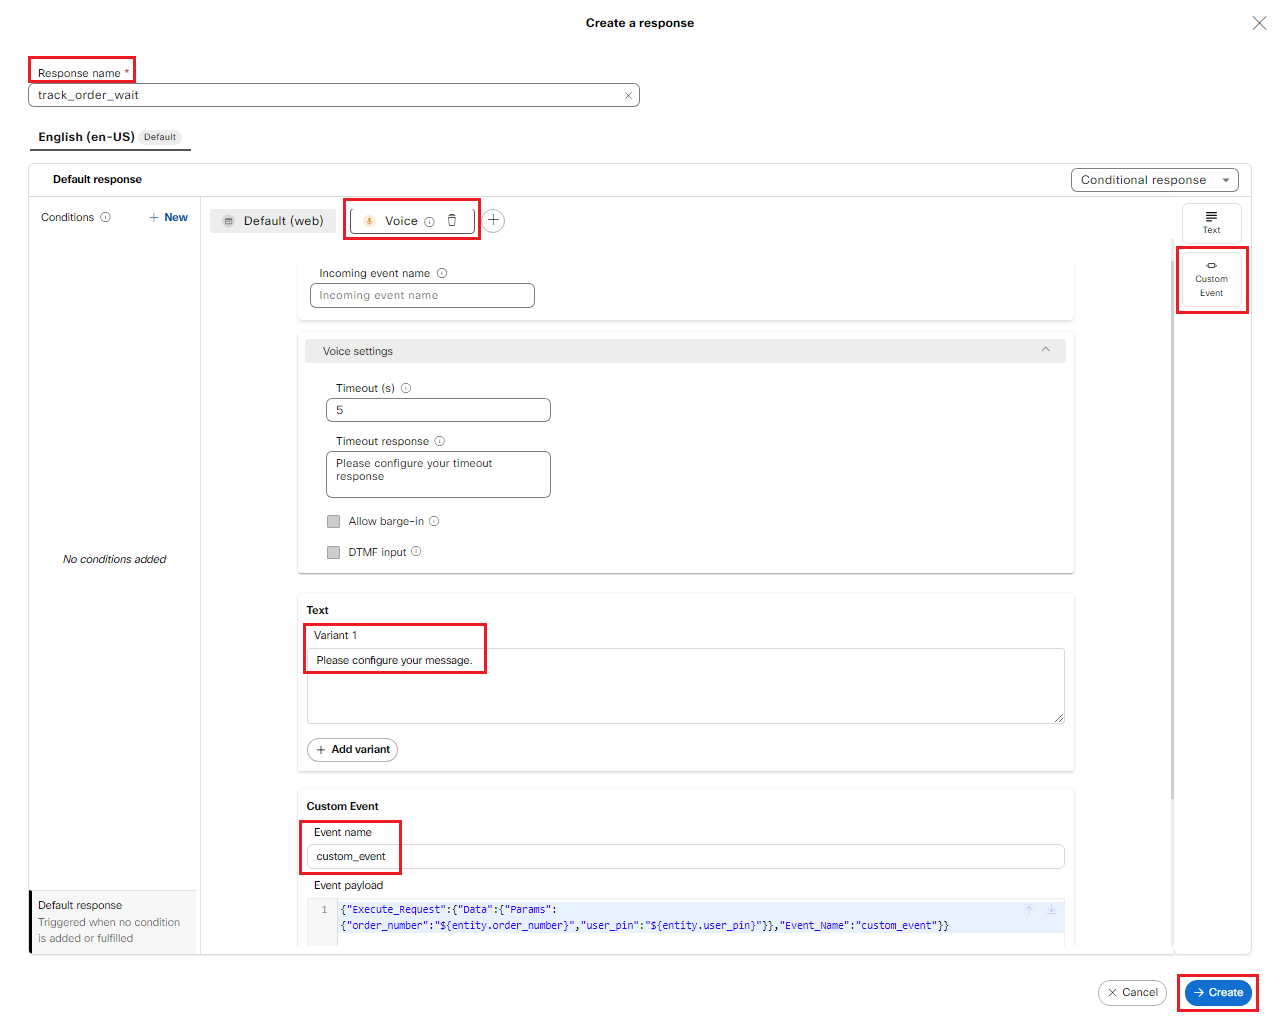 Create a response
Response name *
track_order_wait
English (en-US) Default
Default response
Conditional response
Conditions
+ New
Default (web)
Voice
Text
Custom
Event
Incoming event name
Incoming event name
Voice settings
Timeout (s)
5
Timeout response
Please configure your timeout
response
Allow barge-in
DTMF input
No conditions added
Text
Variant 1
Please configure your message.
+ Add variant
Custom Event
Event name
custom_event
Event payload
1 {"Execute_Request":{"Data":{"Params":
{"order_number":"${entity.order_number}","user_pin":"${entity.user_pin}"}},"Event_Name":"custom_event"}}
Default response
Triggered when no condition
is added or fulfilled
Cancel
Create